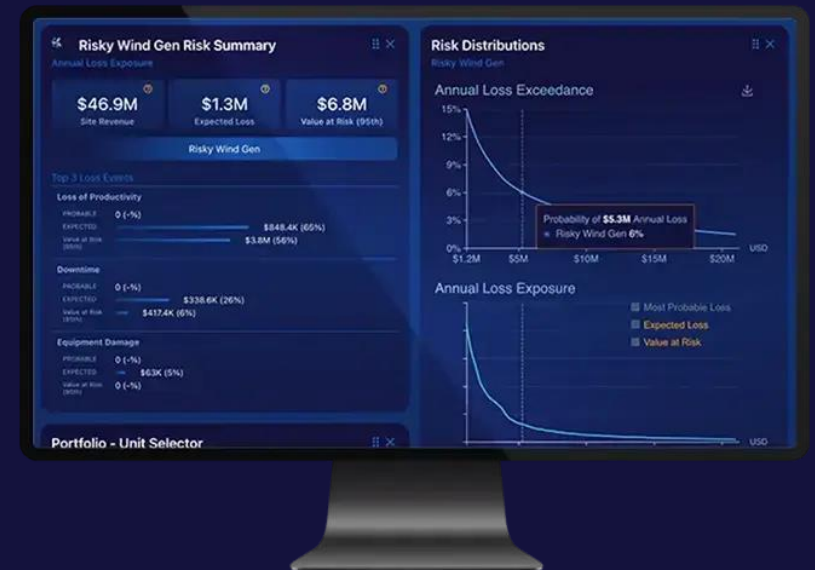 Risky Wind Gen Risk Summary
Annual Loss Exposure
$46.9M
Site Revenue
$1.3M
Expected Loss
$6.8M
Value at Risk (95th)
Risky Wind Gen
Top 3 Loss Events
Loss of Productivity
PROBABLE 0 (-%)
EXPECTED $848.4K (65%)
Value at Risk (95th) $3.8M (56%)
Downtime
PROBABLE 0 (-%)
EXPECTED $338.6K (26%)
Value at Risk (95th) $417.4K (6%)
Equipment Damage
PROBABLE 0 (-%)
EXPECTED $63K (5%)
Value at Risk (95th) 0 (-%)
Portfolio - Unit Selector
Risk Distributions
Risky Wind Gen
Annual Loss Exceedance
15%
12%
9%
6%
3%
0%
Probability of $5.3M Annual Loss
Risky Wind Gen 6%
USD
$1.2M $5M $10M $15M $20M
Annual Loss Exposure
Most Probable Loss
Expected Loss
Value at Risk
USD